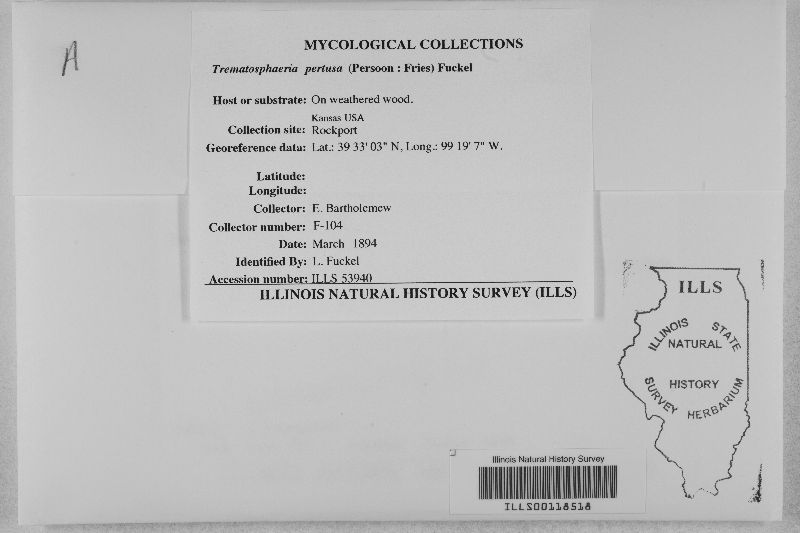 A
MYCOLOGICAL COLLECTIONS
Trematosphaeria pertusa (Persoon : Fries) Fuckel
Host or substrate: On weathered wood.
Kansas USA
Collection site: Rockport
Georeference data: Lat.: 39 33' 03" N, Long.: 99 19' 7" W.
Latitude:
Longitude:
Collector: E. Bartholemew
Collector number: F-104
Date: March 1894
Identified By: L. Fuckel
Accession number: ILLS 53940
ILLINOIS NATURAL HISTORY SURVEY (ILLS)
ILLS
ILLINOIS STATE
NATURAL
HISTORY
SURVEY HERBARIUM
Illinois Natural History Survey
ILLS00118518